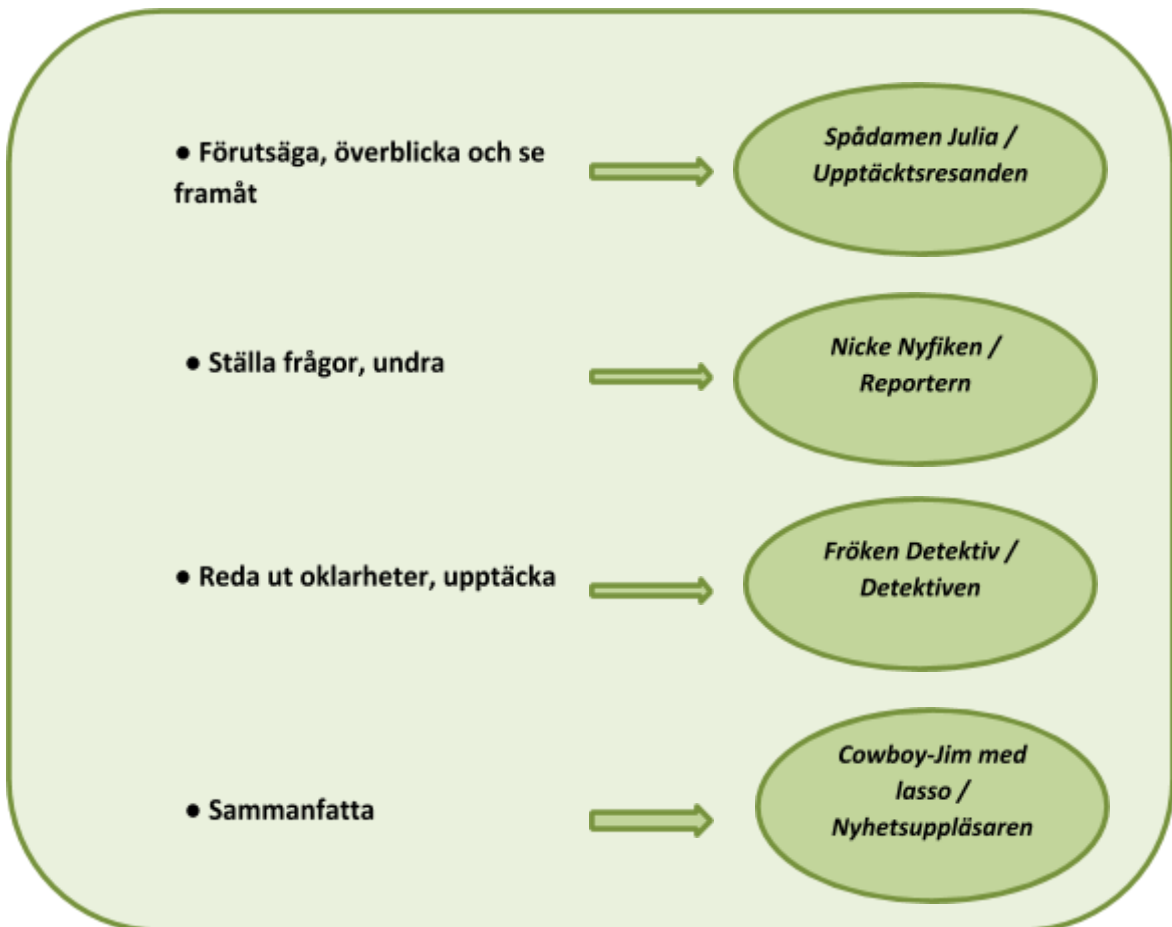 ● Förutsäga, överblicka och se
framåt
Spådamen Julia /
Upptäcktsresanden
● Ställa frågor, undra
Nicke Nyfiken /
Reportern
● Reda ut oklarheter, upptäcka
Fröken Detektiv /
Detektiven
● Sammanfatta
Cowboy-Jim med
lasso /
Nyhetsuppläsaren